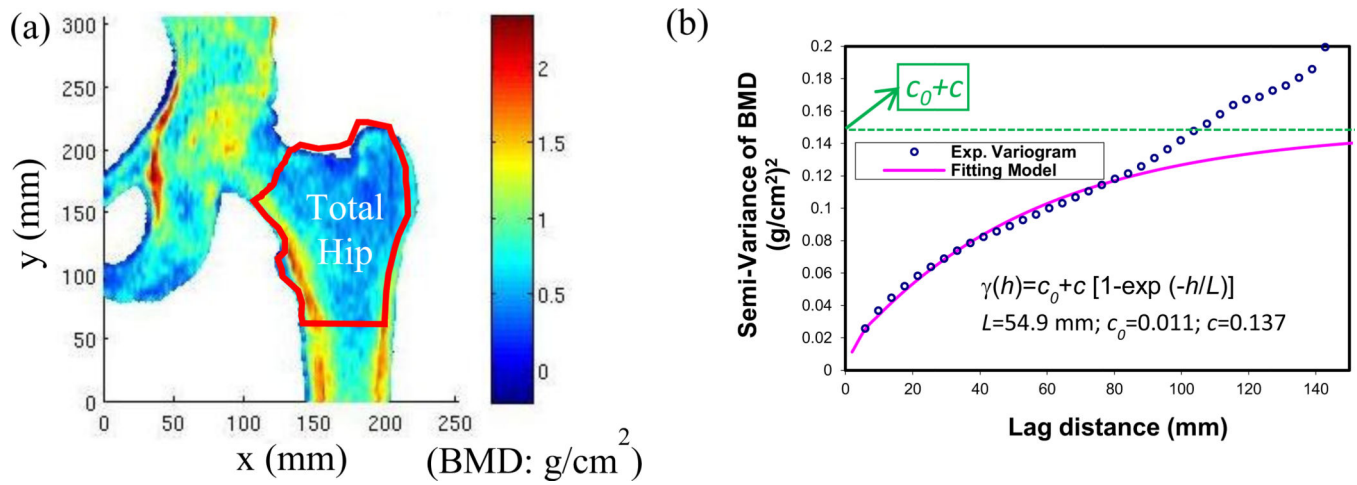 (a)
300
250
200
150
100
50
0
y (mm)
0 50 100 150 200 250
x (mm)
Total
Hip
2
1.5
1
0.5
0
(BMD: g/cm²)
(b)
Semi-Variance of BMD
(g/cm²)²
0.2
0.18
0.16
0.14
0.12
0.1
0.08
0.06
0.04
0.02
0
c₀+c
Exp. Variogram
Fitting Model
γ(h)=c₀+c [1-exp (-h/L)]
L=54.9 mm; c₀=0.011; c=0.137
0 20 40 60 80 100 120 140
Lag distance (mm)